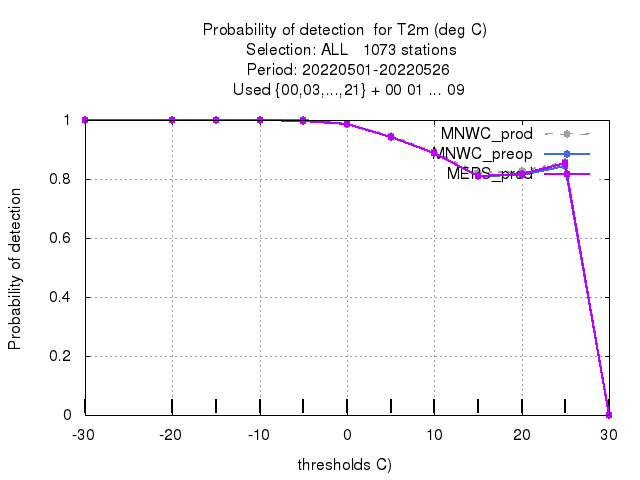 Probability of detection  for T2m (deg C)
Selection: ALL   1073 stations
Period: 20220501-20220526
Used {00,03,...,21} + 00 01 ... 09
MNWC_prod
MNWC_preop
MEPS_prod
Probability of detection
1
0.8
0.6
0.4
0.2
0
-30 -20 -10 0 10 20 30
thresholds C)